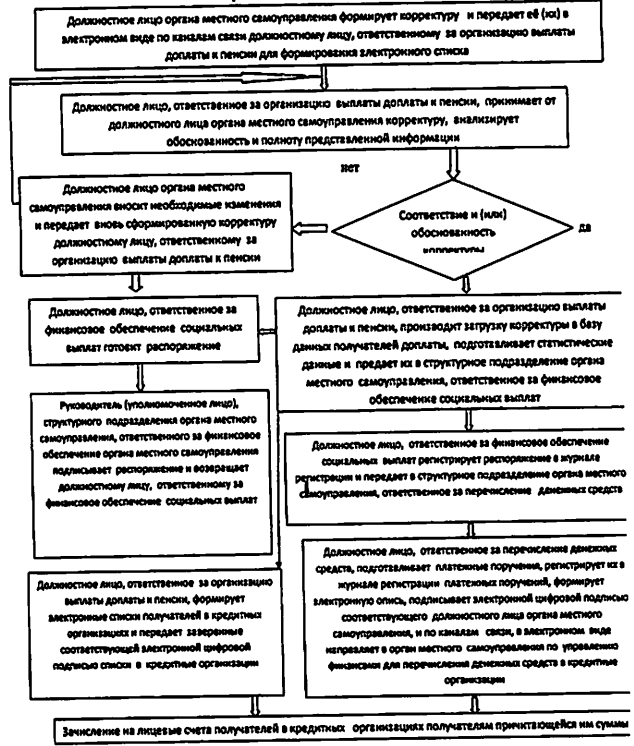 Должностное лицо органа местного самоуправления формирует корректуру и передает её (их) в
электронном виде по каналам связи должностному лицу, ответственному за организацию выплаты
доплаты к пенсии для формирования электронного списка
Должностное лицо, ответственное за организацию выплаты доплаты к пенсии, принимает от
должностного лица органа местного самоуправления корректуру, анализирует
обоснованность и полноту представленной информации
нет
Должностное лицо органа местного
самоуправления вносит необходимые изменения
и передает вновь сформированную корректуру
должностному лицу, ответственному за
организацию выплаты доплаты к пенсии
Соответствие и (или)
обоснованность
корректуры
да
Должностное лицо, ответственное за
финансовое обеспечение социальных
выплат готовит распоряжение
Должностное лицо, ответственное за организацию выплаты
доплаты к пенсии, производит загрузку корректуры в базу
данных получателей доплаты, подготавливает статистические
данные и предает их в структурное подразделение органа
местного самоуправления, ответственное за финансовое
обеспечение социальных выплат
Руководитель (уполномоченное лицо),
структурного подразделения органа местного
самоуправления, ответственного за финансовое
обеспечение органа местного самоуправления
подписывает распоряжение и возвращает
должностному лицу, ответственному за
финансовое обеспечение социальных выплат
Должностное лицо, ответственное за финансовое обеспечение
социальных выплат регистрирует распоряжение в журнале
регистрации и передает в структурное подразделение органа местного
самоуправления, ответственное за перечисление денежных средств
Должностное лицо, ответственное за организацию
выплаты доплаты к пенсии, формирует
электронные списки получателей в кредитных
организациях и передает заверенные
соответствующей электронной цифровой
подписью списки в кредитные организации
Должностное лицо, ответственное за перечисление денежных
средств, подготавливает платежные поручения, регистрирует их в
журнале регистрации платежных поручений, формирует
электронную опись, подписывает электронной цифровой подписью
соответствующего должностного лица органа местного
самоуправления, и по каналам связи, в электронном виде
направляет в орган местного самоуправления по управлению
финансами для перечисления денежных средств в кредитные
организации
Зачисление на лицевые счета получателей в кредитных организациях получателям причитающейся им суммы